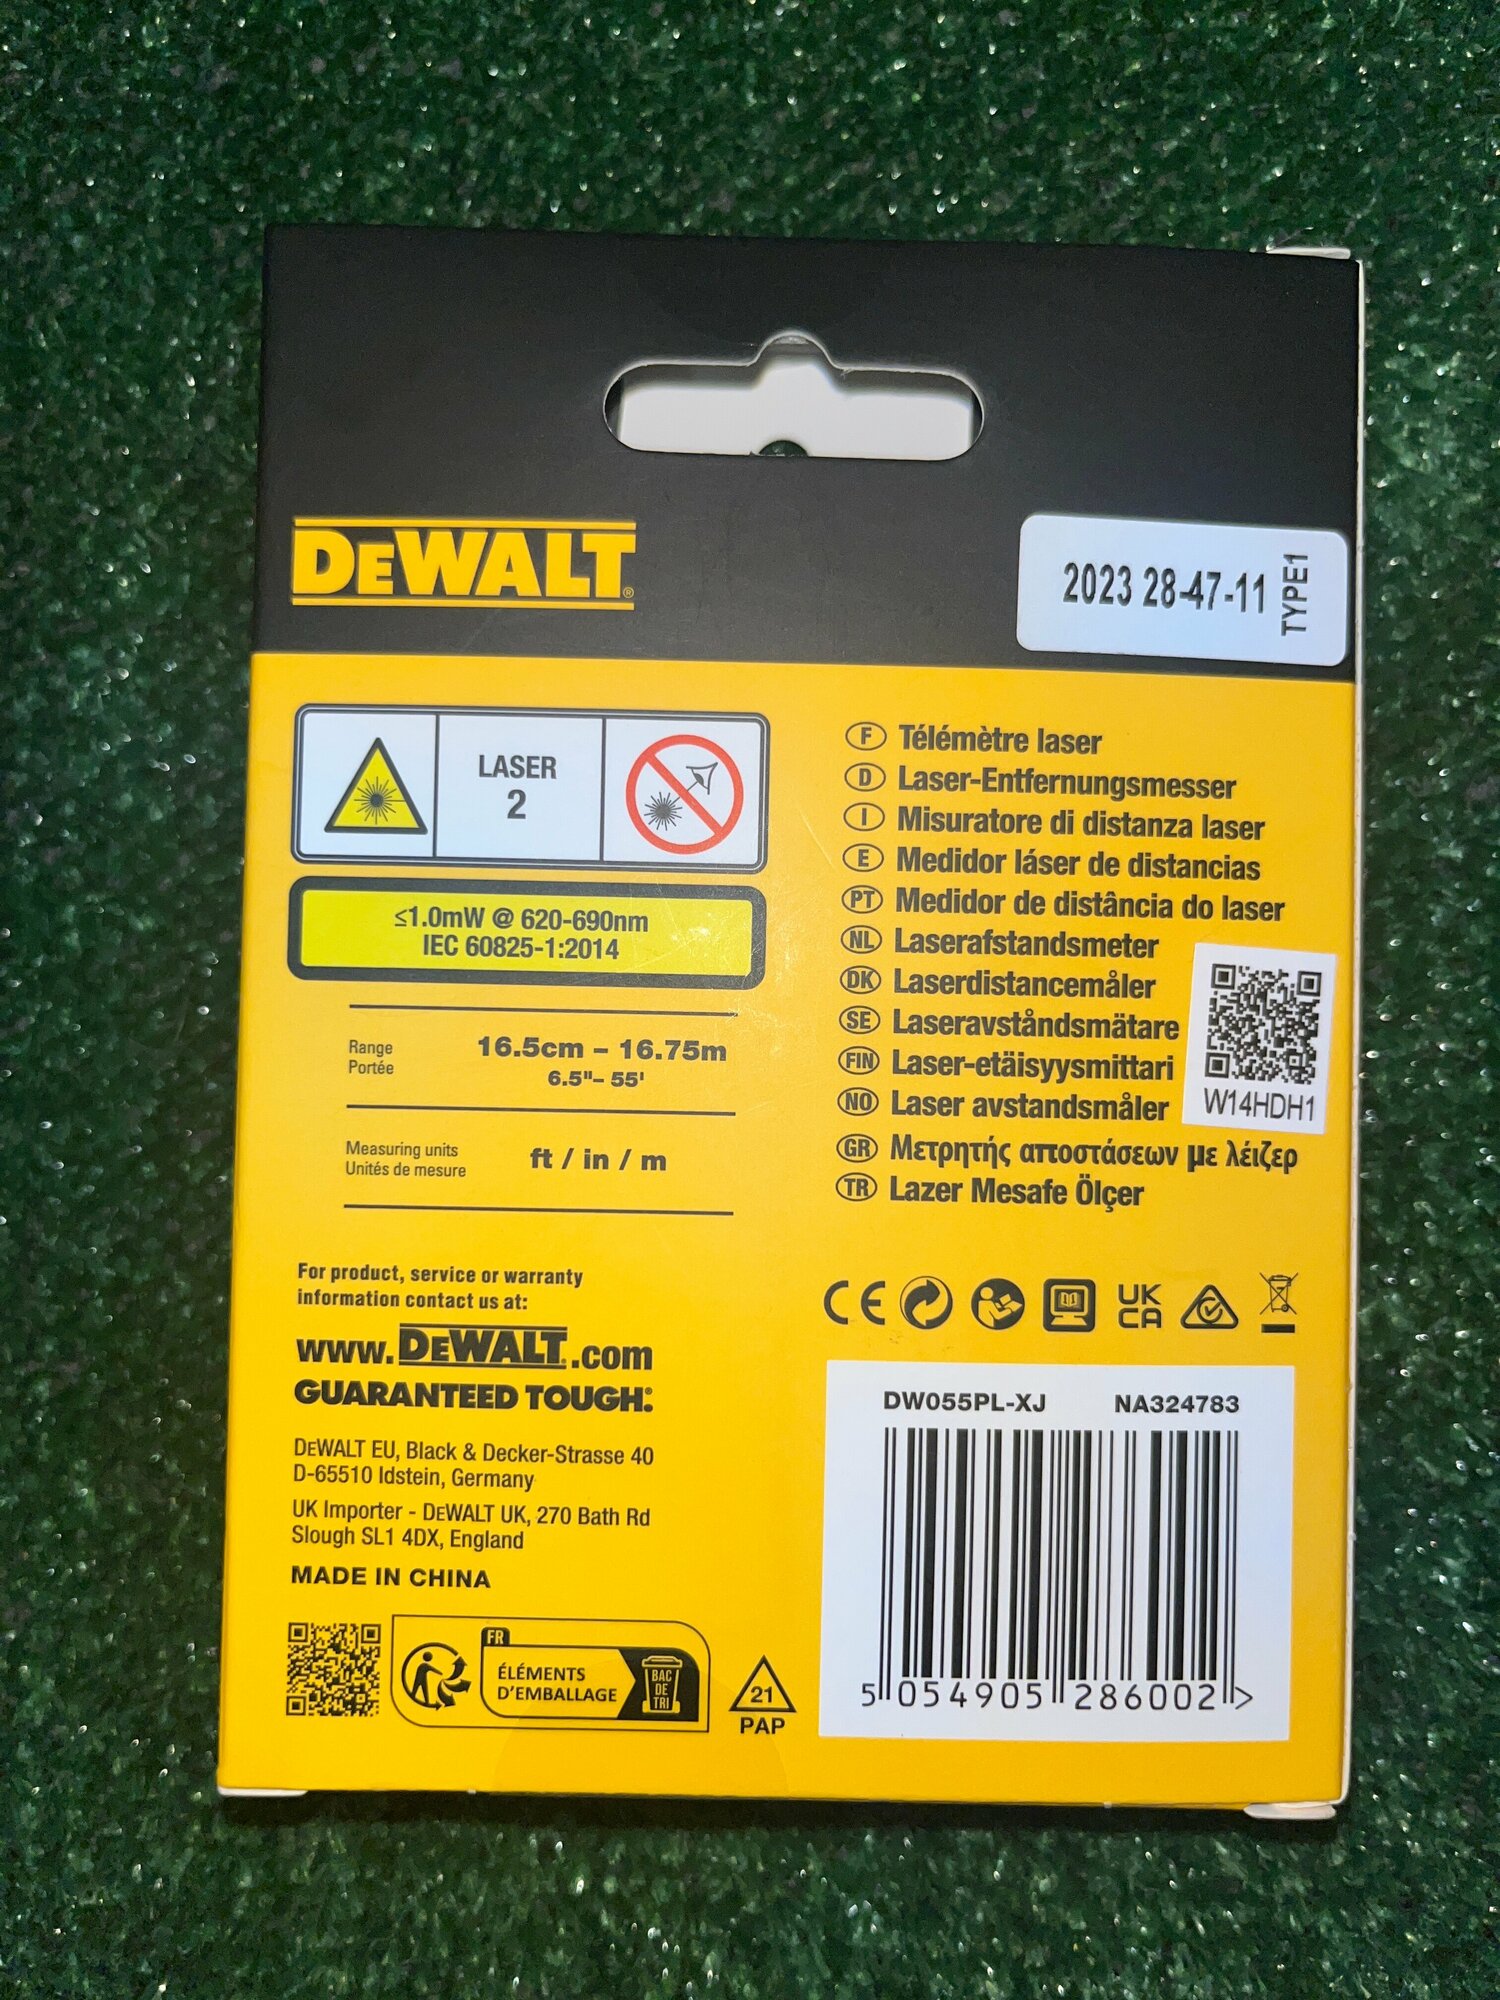 DEWALT®
2023 28-47-11
TYPE1
LASER
2
≤1.0mW @ 620-690nm
IEC 60825-1:2014
Range
Portée
16.5cm – 16.75m
6.5"– 55'
Measuring units
Unités de mesure
ft / in / m
For product, service or warranty
information contact us at:
www.DEWALT.com
GUARANTEED TOUGH.®
DEWALT EU, Black & Decker-Strasse 40
D-65510 Idstein, Germany
UK Importer - DEWALT UK, 270 Bath Rd
Slough SL1 4DX, England
MADE IN CHINA
FR
ÉLÉMENTS
D'EMBALLAGE
BAC
DE
TRI
21
PAP
F Télémètre laser
D Laser-Entfernungsmesser
I Misuratore di distanza laser
E Medidor láser de distancias
PT Medidor de distância do laser
NL Laserafstandsmeter
DK Laserdistancemåler
SE Laseravståndsmätare
FIN Laser-etäisyysmittari
NO Laser avstandsmåler
GR Μετρητής αποστάσεων με λέιζερ
TR Lazer Mesafe Ölçer
W14HDH1
CE
UK
CA
DW055PL-XJ NA324783
5 054905 286002 >